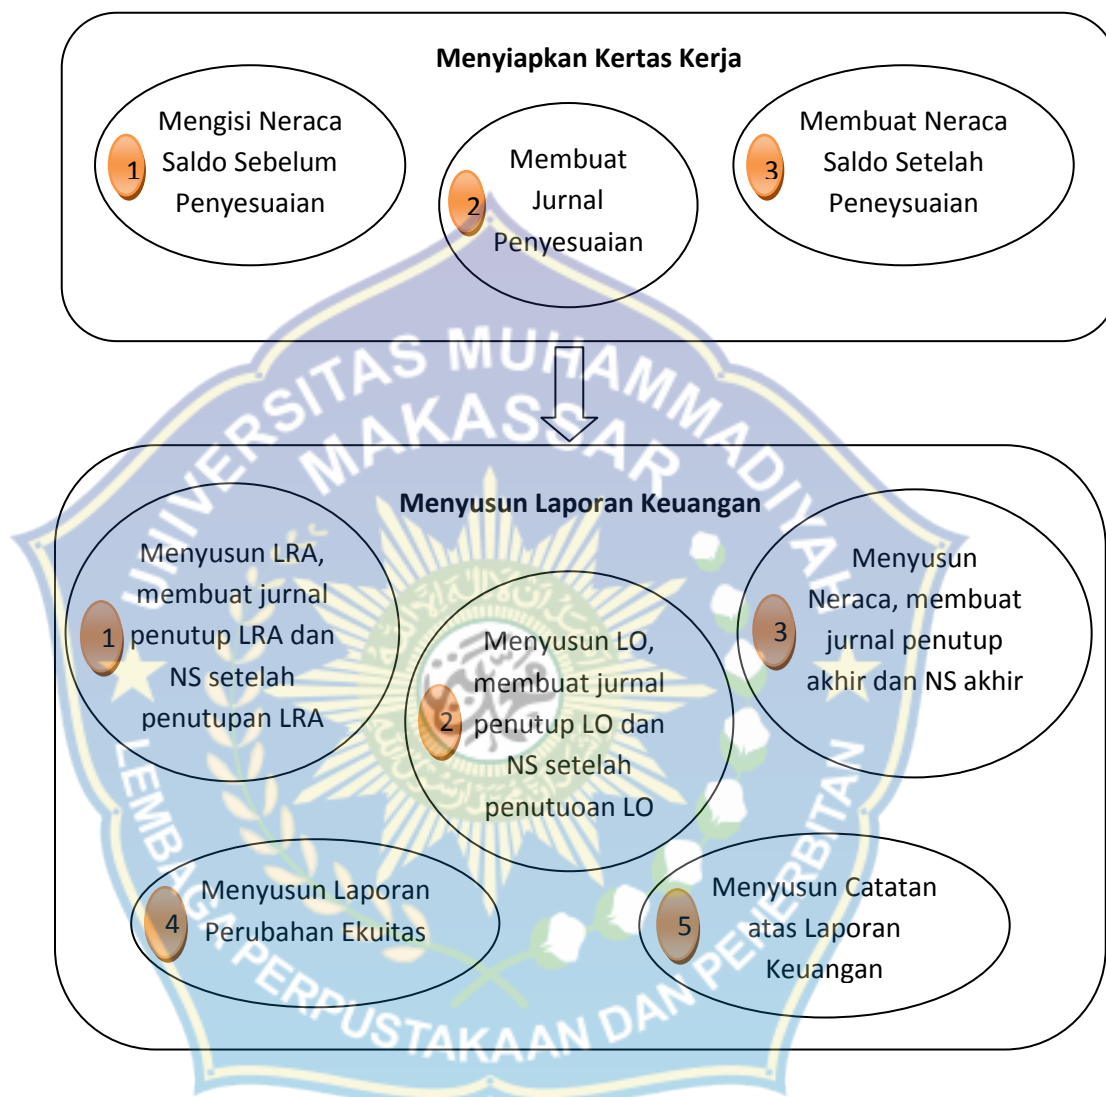 Menyiapkan Kertas Kerja
1
Mengisi Neraca
Saldo Sebelum
Penyesuaian
2
Membuat
Jurnal
Penyesuaian
3
Membuat Neraca
Saldo Setelah
Peneysuaian
UNIVERSITAS MUHAMMADIYAH
MAKASSAR
Menyusun Laporan Keuangan
1
Menyusun LRA,
membuat jurnal
penutup LRA dan
NS setelah
penutupan LRA
2
Menyusun LO,
membuat jurnal
penutup LO dan
NS setelah
penutuoan LO
3
Menyusun
Neraca, membuat
jurnal penutup
akhir dan NS akhir
4
Menyusun Laporan
Perubahan Ekuitas
5
Menyusun Catatan
atas Laporan
Keuangan
LEMBAGA PERPUSTAKAAN DAN PENERBITAN